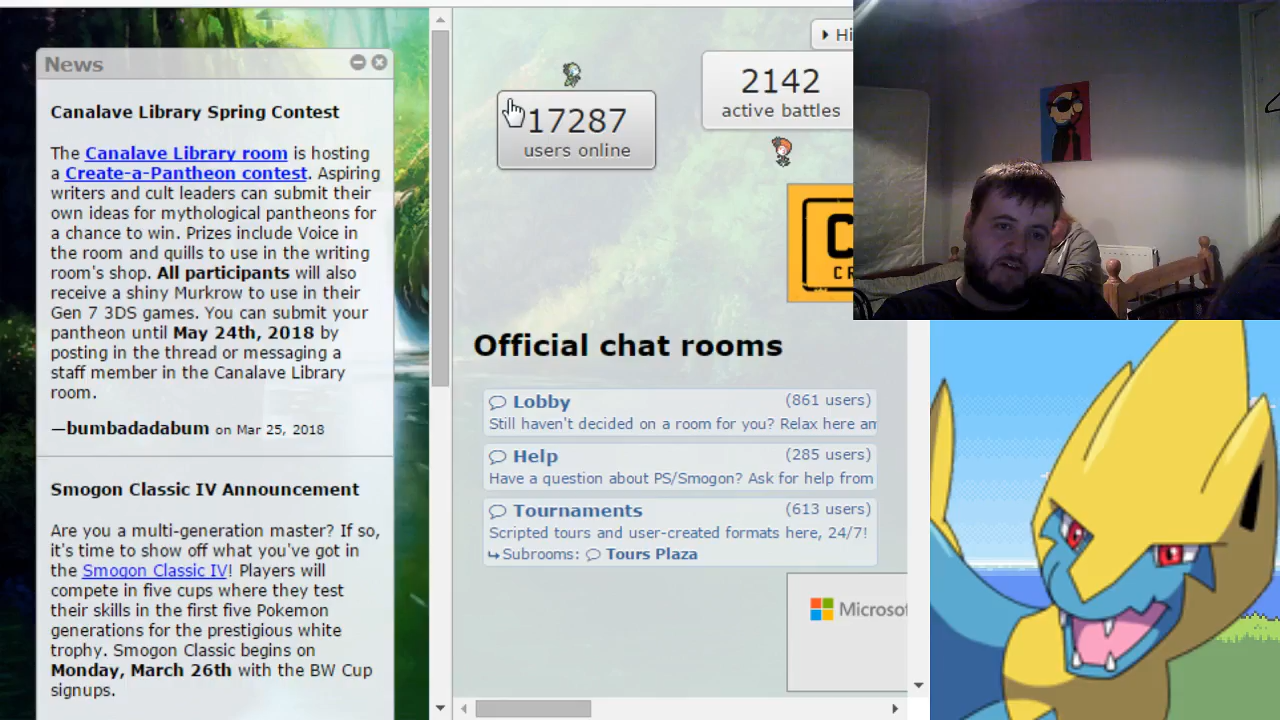 News
Canalave Library Spring Contest
The Canalave Library room is hosting
a Create-a-Pantheon contest. Aspiring
writers and cult leaders can submit their
own ideas for mythological pantheons for
a chance to win. Prizes include Voice in
the room and quills to use in the writing
room's shop. All participants will also
receive a shiny Murkrow to use in their
Gen 7 3DS games. You can submit your
pantheon until May 24th, 2018 by
posting in the thread or messaging a
staff member in the Canalave Library
room.
—bumbadadabum on Mar 25, 2018
Smogon Classic IV Announcement
Are you a multi-generation master? If so,
it's time to show off what you've got in
the Smogon Classic IV! Players will
compete in five cups where they test
their skills in the first five Pokemon
generations for the prestigious white
trophy. Smogon Classic begins on
Monday, March 26th with the BW Cup
signups.
Hi
17287
users online
2142
active battles
C
CR
Official chat rooms
Lobby (861 users)
Still haven't decided on a room for you? Relax here an
Help (285 users)
Have a question about PS/Smogon? Ask for help from
Tournaments (613 users)
Scripted tours and user-created formats here, 24/7!
↳Subrooms: Tours Plaza
Microsof